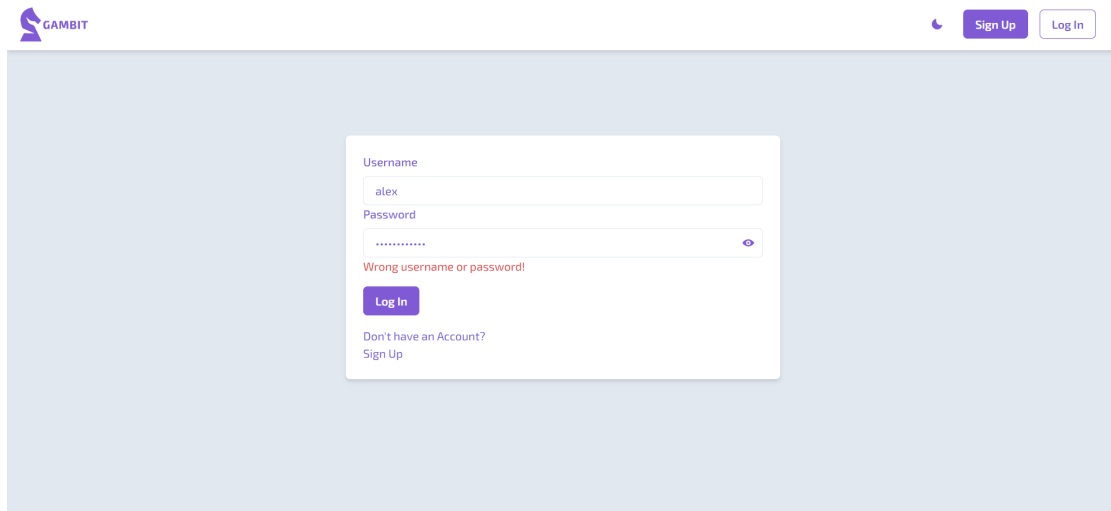 GAMBIT
Sign Up
Log In
Username
alex
Password
••••••••••••
Wrong username or password!
Log In
Don't have an Account?
Sign Up